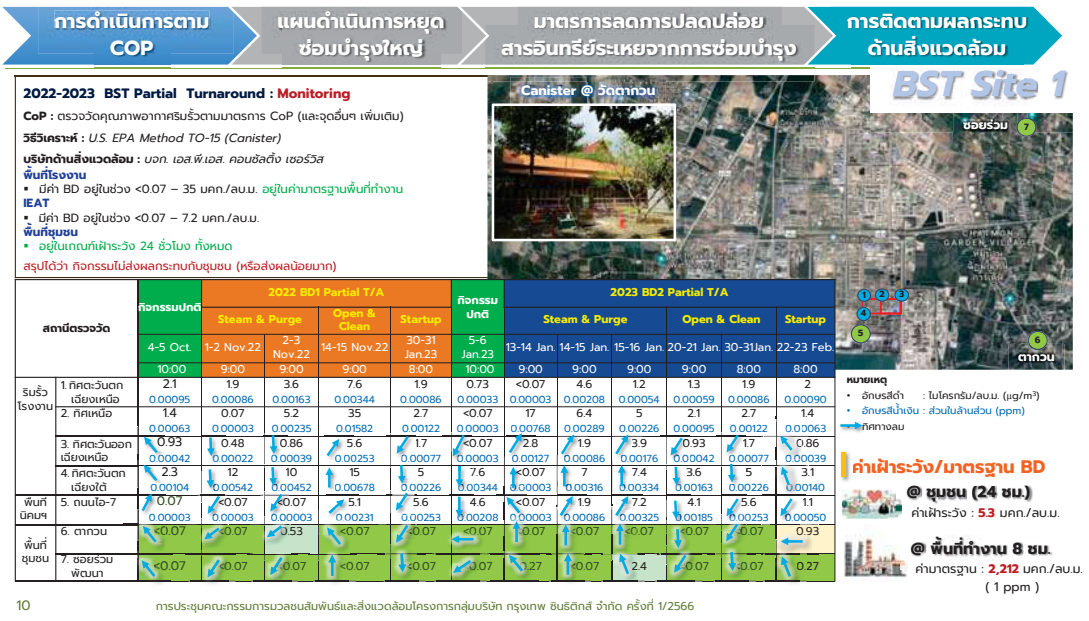 การดำเนินการตาม
COP
แผนดำเนินการหยุด
ซ่อมบำรุงใหญ่
มาตรการลดการปลดปล่อย
สารอินทรีย์ระเหยจากการซ่อมบำรุง
การติดตามผลกระทบ
ด้านสิ่งแวดล้อม
BST Site 1
2022-2023 BST Partial Turnaround : Monitoring
CoP : ตรวจวัดคุณภาพอากาศริมรั้วตามมาตรการ CoP (และจุดอื่นๆ เพิ่มเติม)
วิธีวิเคราะห์ : U.S. EPA Method TO-15 (Canister)
บริษัทด้านสิ่งแวดล้อม : บจก. เอส.พี.เอส. คอนซัลติ้ง เซอร์วิส
พื้นที่โรงงาน
▪ มีค่า BD อยู่ในช่วง <0.07 – 35 มคก./ลบ.ม. อยู่ในค่ามาตรฐานพื้นที่ทำงาน
IEAT
▪ มีค่า BD อยู่ในช่วง <0.07 – 7.2 มคก./ลบ.ม.
พื้นที่ชุมชน
▪ อยู่ในเกณฑ์เฝ้าระวัง 24 ชั่วโมง ทั้งหมด
สรุปได้ว่า กิจกรรมไม่ส่งผลกระทบกับชุมชน (หรือส่งผลน้อยมาก)
Canister @ วัดตากวน
ซอยร่วม 7
CHAIMON
GARDEN VILLAGE
1 2 3
4
5
6
ตากวน
สถานีตรวจวัด กิจกรรมปกติ 2022 BD1 Partial T/A กิจกรรมปกติ 2023 BD2 Partial T/A
Steam & Purge Open & Clean Startup Steam & Purge Open & Clean Startup
4-5 Oct. 1-2 Nov.22 2-3 Nov.22 14-15 Nov.22 30-31 Jan.23 5-6 Jan.23 13-14 Jan. 14-15 Jan. 15-16 Jan. 20-21 Jan. 30-31Jan. 22-23 Feb.
10:00 9:00 9:00 9:00 8:00 10:00 9:00 9:00 9:00 9:00 8:00 8:00
ริมรั้วโรงงาน
1. ทิศตะวันตกเฉียงเหนือ 2.1 1.9 3.6 7.6 1.9 0.73 <0.07 4.6 1.2 1.3 1.9 2
0.00095 0.00086 0.00163 0.00344 0.00086 0.00033 0.00003 0.00208 0.00054 0.00059 0.00086 0.00090
2. ทิศเหนือ 1.4 0.07 5.2 35 2.7 <0.07 17 6.4 5 2.1 2.7 1.4
0.00063 0.00003 0.00235 0.01582 0.00122 0.00003 0.00768 0.00289 0.00226 0.00095 0.00122 0.00063
3. ทิศตะวันออกเฉียงเหนือ 0.93 0.48 0.86 5.6 1.7 <0.07 2.8 1.9 3.9 0.93 1.7 0.86
0.00042 0.00022 0.00039 0.00253 0.00077 0.00003 0.00127 0.00086 0.00176 0.00042 0.00077 0.00039
4. ทิศตะวันตกเฉียงใต้ 2.3 12 10 15 5 7.6 <0.07 7 7.4 3.6 5 3.1
0.00104 0.00542 0.00452 0.00678 0.00226 0.00344 0.00003 0.00316 0.00334 0.00163 0.00226 0.00140
พื้นที่นิคมฯ
5. ถนนไอ-7 0.07 <0.07 <0.07 5.1 5.6 4.6 <0.07 1.9 7.2 4.1 5.6 1.1
0.00003 0.00003 0.00003 0.00231 0.00253 0.00208 0.00003 0.00086 0.00325 0.00185 0.00253 0.00050
พื้นที่ชุมชน
6. ตากวน <0.07 <0.07 0.53 <0.07 <0.07 <0.07 <0.07 <0.07 <0.07 <0.07 <0.07 0.93
7. ซอยร่วมพัฒนา <0.07 <0.07 <0.07 <0.07 <0.07 <0.07 0.27 <0.07 2.4 <0.07 <0.07 0.27
หมายเหตุ
• อักษรสีดำ : ไมโครกรัม/ลบ.ม. (µg/m³)
• อักษรสีน้ำเงิน : ส่วนในล้านส่วน (ppm)
ทิศทางลม
ค่าเฝ้าระวัง/มาตรฐาน BD
@ ชุมชน (24 ชม.)
ค่าเฝ้าระวัง : 5.3 มคก./ลบ.ม.
@ พื้นที่ทำงาน 8 ชม.
ค่ามาตรฐาน : 2,212 มคก./ลบ.ม.
( 1 ppm )
10
การประชุมคณะกรรมการมวลชนสัมพันธ์และสิ่งแวดล้อมโครงการกลุ่มบริษัท กรุงเทพ ซินธิติกส์ จำกัด ครั้งที่ 1/2566